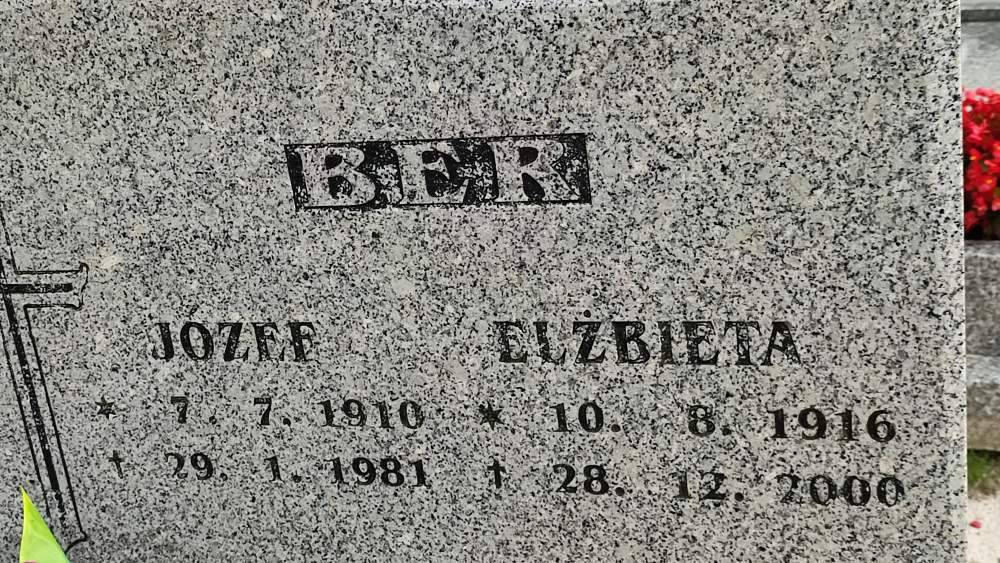 BER
JÓZEF ELŻBIETA
* 7. 7. 1910 * 10. 8. 1916
† 29. 1. 1981 † 28. 12. 2000